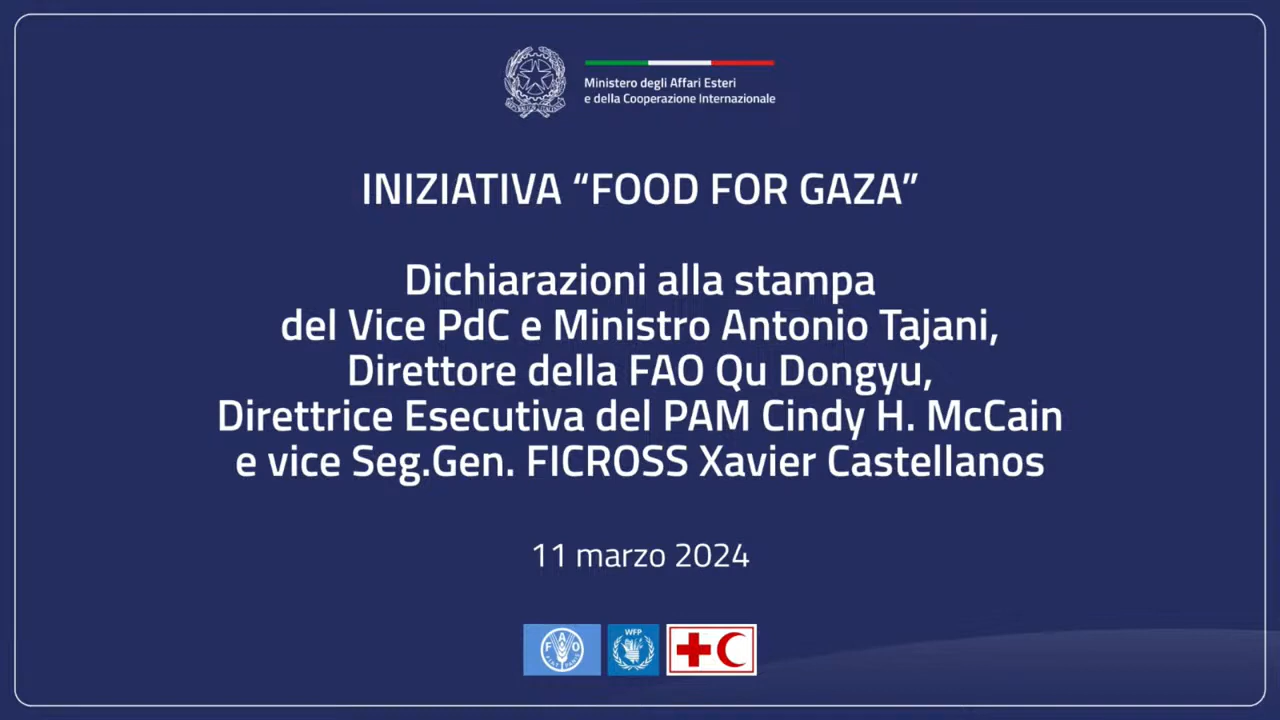 Ministero degli Affari Esteri
e della Cooperazione Internazionale
INIZIATIVA “FOOD FOR GAZA”
Dichiarazioni alla stampa
del Vice PdC e Ministro Antonio Tajani,
Direttore della FAO Qu Dongyu,
Direttrice Esecutiva del PAM Cindy H. McCain
e vice Seg.Gen. FICROSS Xavier Castellanos
11 marzo 2024
F A O
WFP